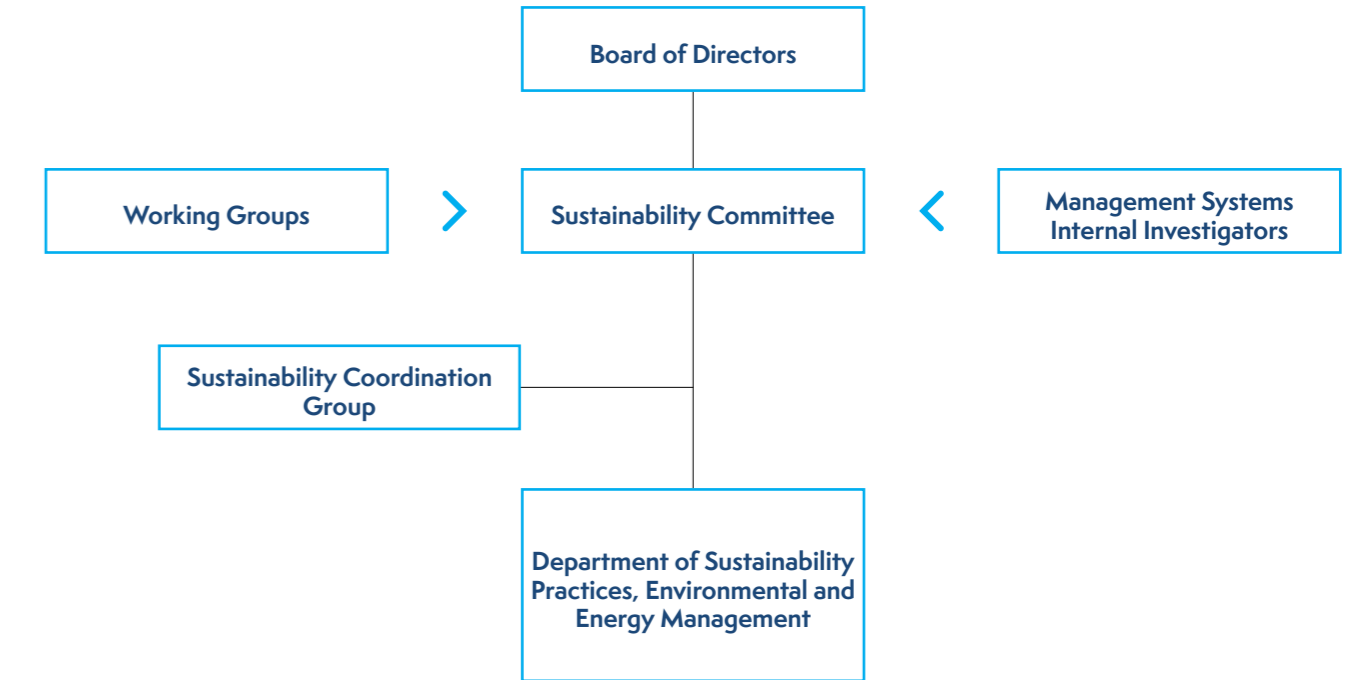 Board of Directors
Working Groups
Sustainability Committee
Management Systems
Internal Investigators
Sustainability Coordination
Group
Department of Sustainability
Practices, Environmental and
Energy Management